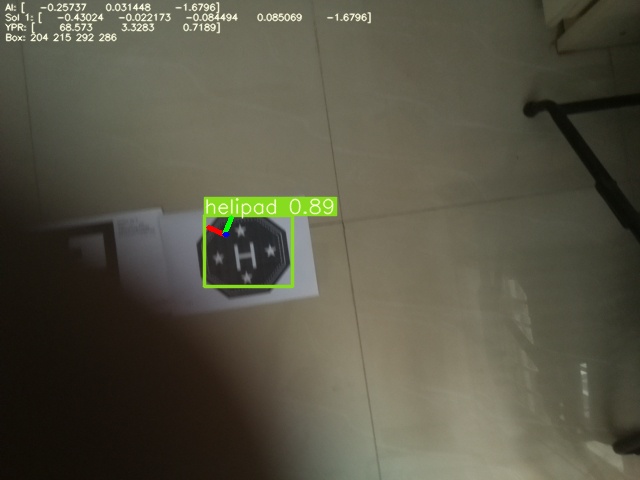 AI: [ -0.25737 0.031448 -1.6796]
Sol 1: [ -0.43024 -0.022173 -0.084494 0.085069 -1.6796]
YPR: [ 68.573 3.3283 0.7189]
Box: 204 215 292 286
helipad 0.89
H